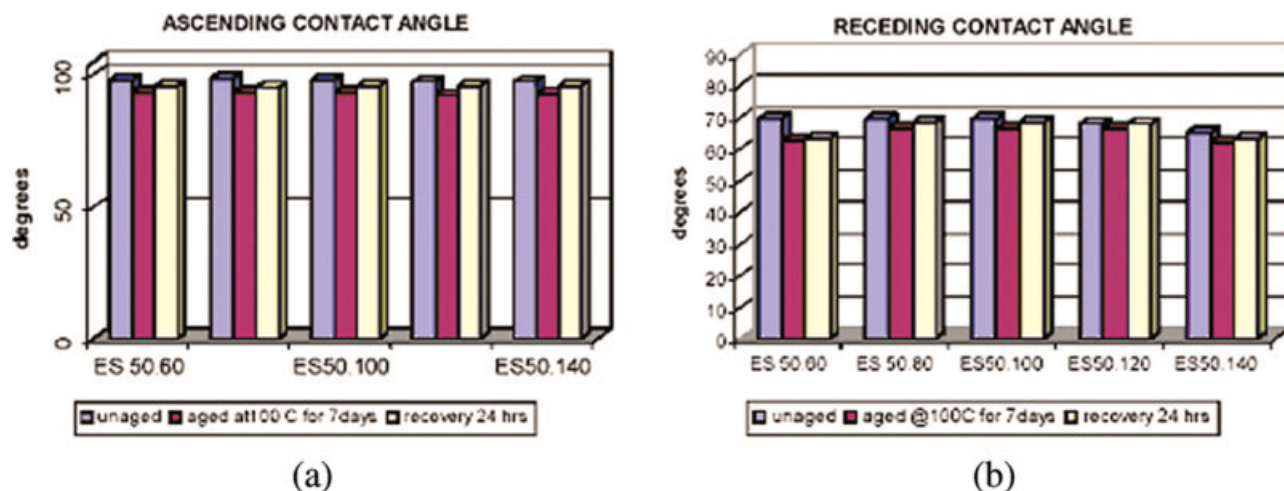 ASCENDING CONTACT ANGLE
degrees
100
50
0
ES 50.60
ES50.100
ES50.140
unaged aged at100 C for 7days recovery 24 hrs
(a)
RECEDING CONTACT ANGLE
degrees
90
80
70
60
50
40
30
20
10
0
ES 50.60
ES50.80
ES50.100
ES50.120
ES50.140
unaged aged @100C for 7days recovery 24 hrs
(b)